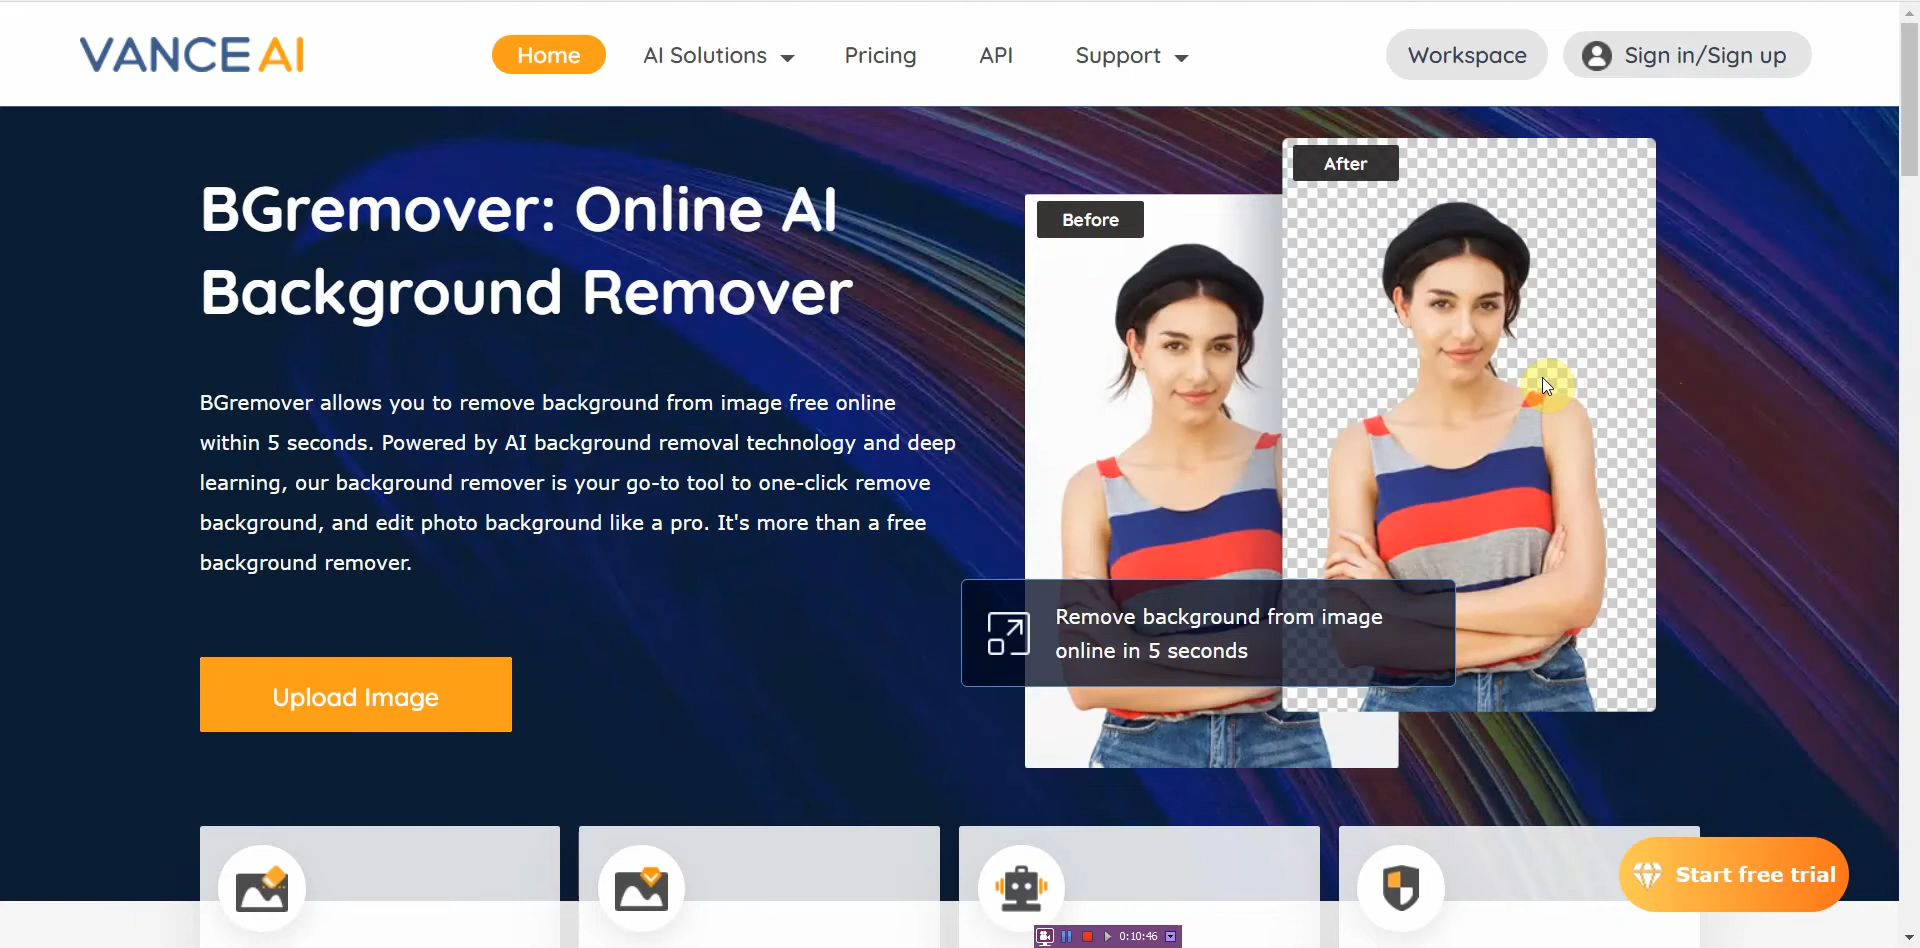 VANCE AI
Home
AI Solutions
Pricing
API
Support
Workspace
Sign in/Sign up
BGremover: Online AI
Background Remover
BGremover allows you to remove background from image free online
within 5 seconds. Powered by AI background removal technology and deep
learning, our background remover is your go-to tool to one-click remove
background, and edit photo background like a pro. It's more than a free
background remover.
Upload Image
Before
After
Remove background from image
online in 5 seconds
Start free trial
0:10:46